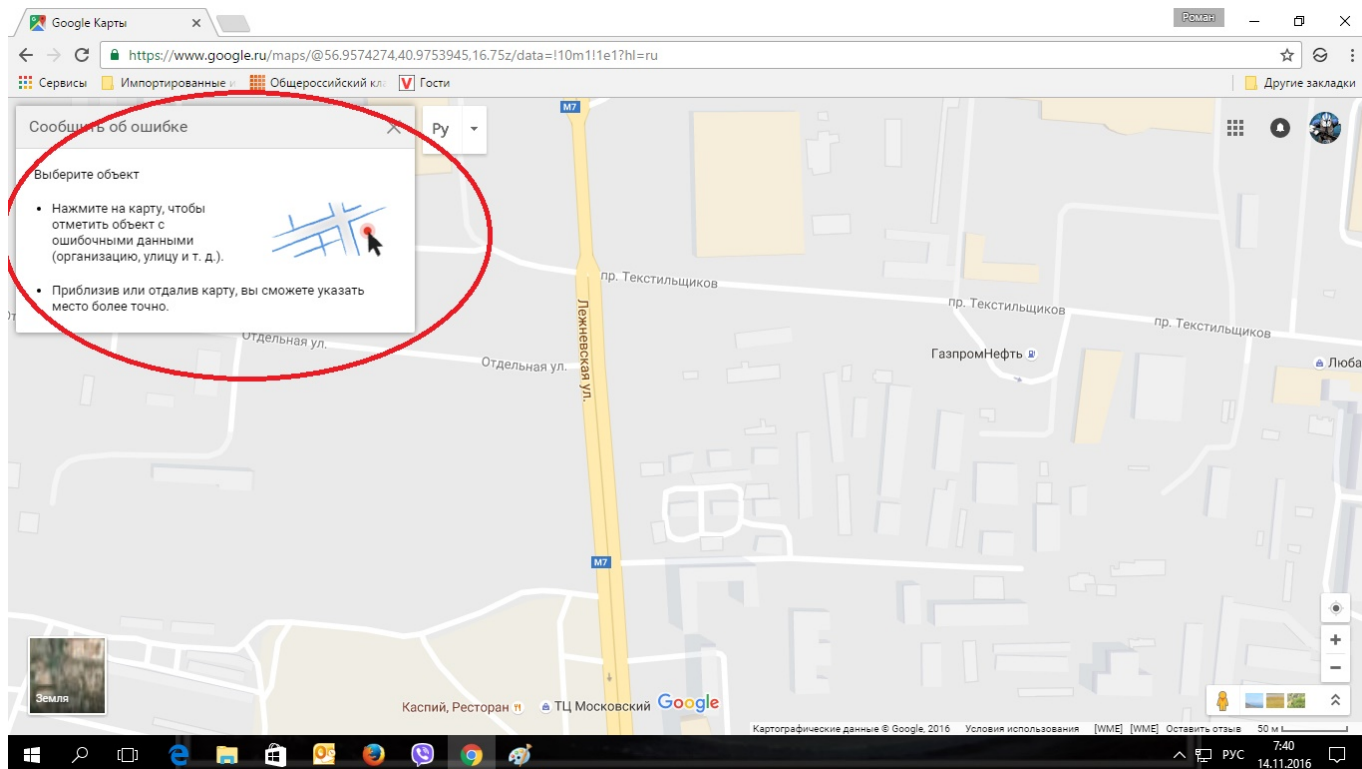 Google Карты
Роман
https://www.google.ru/maps/@56.9574274,40.9753945,16.75z/data=!10m1!1e1?hl=ru
Сервисы Импортированные Общероссийский кла Гости Другие закладки
Сообщить об ошибке
Ру
M7
Выберите объект
• Нажмите на карту, чтобы
отметить объект с
ошибочными данными
(организацию, улицу и т. д.).
• Приблизив или отдалив карту, вы сможете указать
место более точно.
пр. Текстильщиков
пр. Текстильщиков
пр. Текстильщиков
Лежневская ул.
Отдельная ул.
Отдельная ул.
ГазпромНефть
Люба
M7
Земля
Каспий, Ресторан
ТЦ Московский
Google
Картографические данные © Google, 2016 Условия использования [WME] [WME] Оставить отзыв 50 м
РУС
7:40
14.11.2016